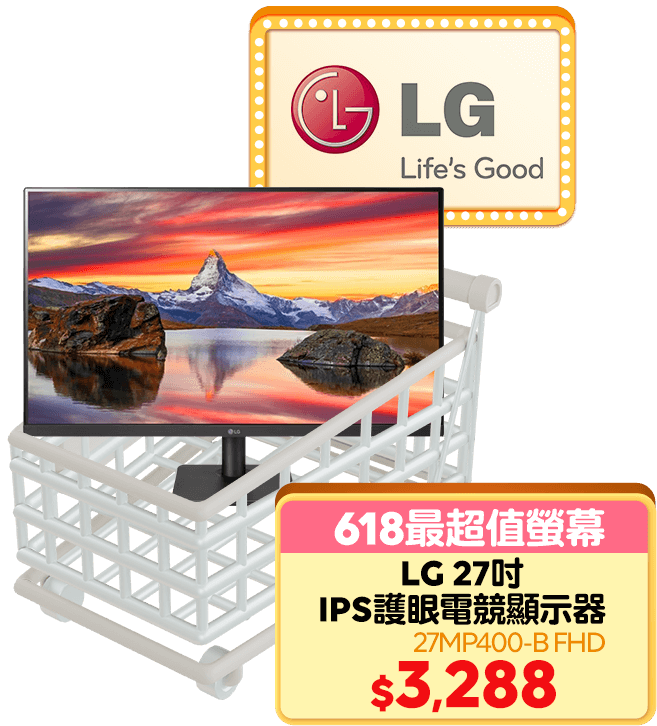 LG
Life's Good
LG
618最超值螢幕
LG 27吋
IPS護眼電競顯示器
27MP400-B FHD
$3,288